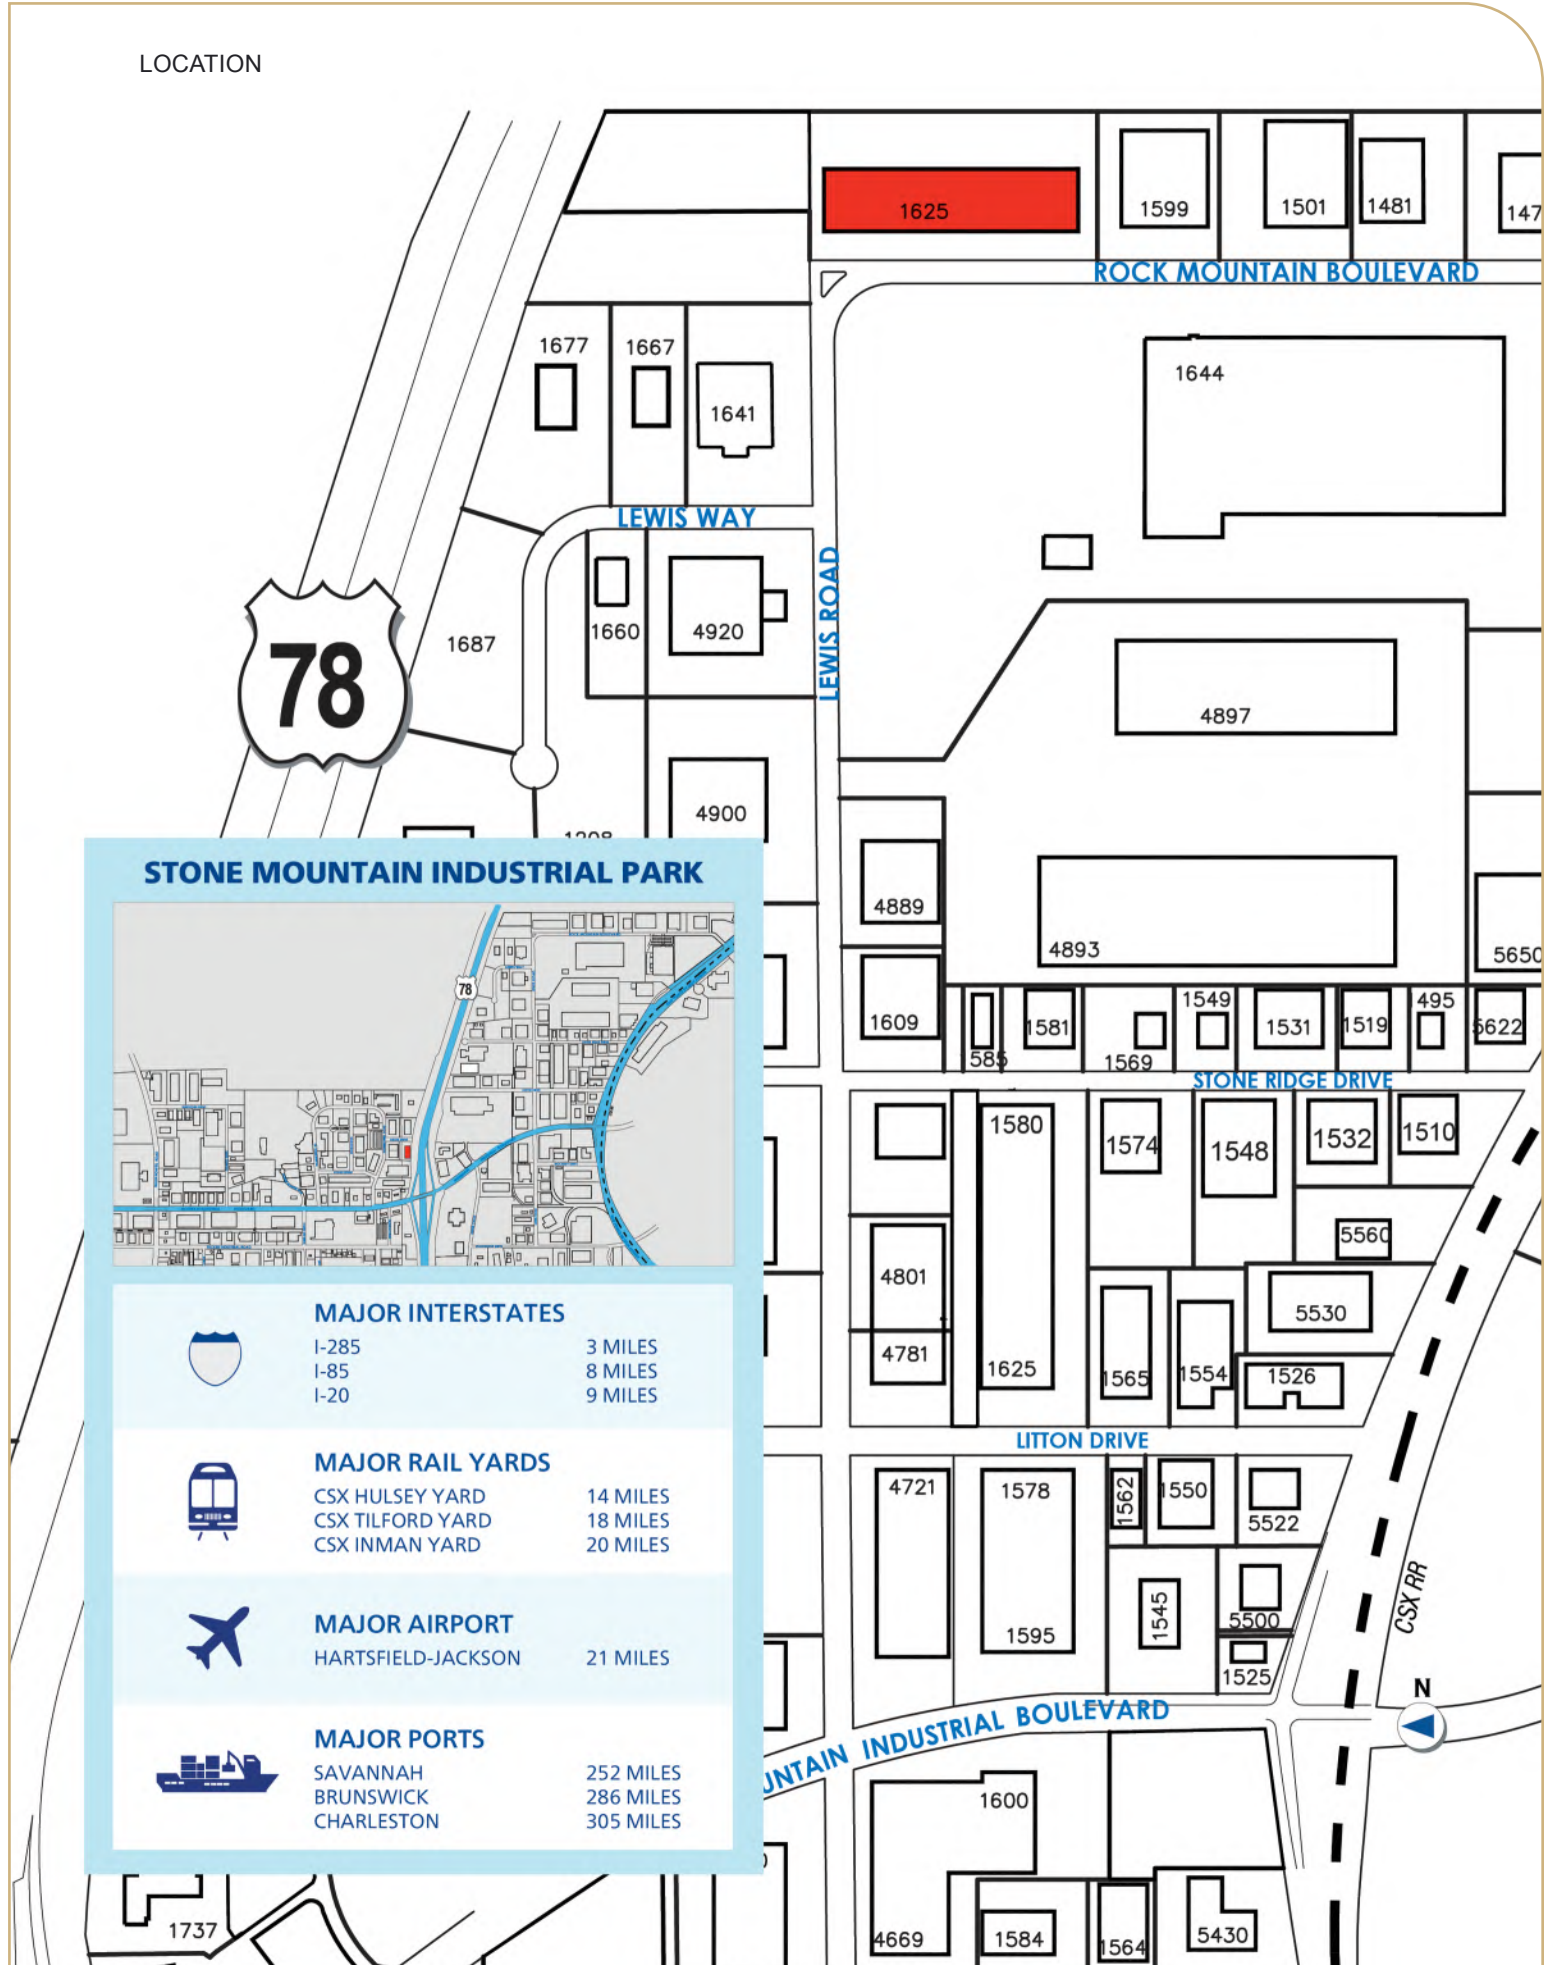 LOCATION
1625
1599
1501
1481
147
ROCK MOUNTAIN BOULEVARD
1677
1667
1641
1644
LEWIS WAY
LEWIS ROAD
1660
4920
1687
78
4897
4900
4889
4893
5650
1609
585
1581
1569
1549
1531
1519
495
5622
STONE RIDGE DRIVE
1580
1574
1548
1532
1510
5560
4801
5530
4781
1625
1565
1554
1526
LITTON DRIVE
4721
1578
1562
1550
5522
1545
5500
1595
1525
CSX RR
N
UNTAIN INDUSTRIAL BOULEVARD
1600
4669
1584
1564
5430
1737
STONE MOUNTAIN INDUSTRIAL PARK
78
MAJOR INTERSTATES
I-285 3 MILES
I-85 8 MILES
I-20 9 MILES
MAJOR RAIL YARDS
CSX HULSEY YARD 14 MILES
CSX TILFORD YARD 18 MILES
CSX INMAN YARD 20 MILES
MAJOR AIRPORT
HARTSFIELD-JACKSON 21 MILES
MAJOR PORTS
SAVANNAH 252 MILES
BRUNSWICK 286 MILES
CHARLESTON 305 MILES